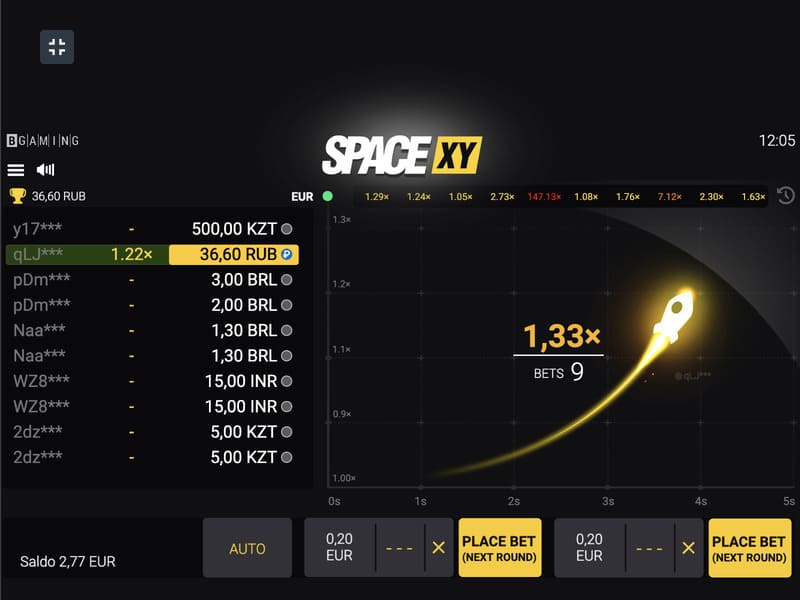 BGAMING
SPACE XY
12:05
36,60 RUB
EUR
1.29× 1.24× 1.05× 2.73× 147.13× 1.08× 1.76× 7.12× 2.30× 1.63×
y17*** - 500,00 KZT
qLJ*** 1.22× 36,60 RUB P
pDm*** - 3,00 BRL
pDm*** - 2,00 BRL
Naa*** - 1,30 BRL
Naa*** - 1,30 BRL
WZ8*** - 15,00 INR
WZ8*** - 15,00 INR
2dz*** - 5,00 KZT
2dz*** - 5,00 KZT
1.3×
1.2×
1.1×
0.9×
1.00×
1,33×
BETS 9
qLJ***
0s 1s 2s 3s 4s 5s
Saldo 2,77 EUR
AUTO
0,20
EUR
--- ×
PLACE BET
(NEXT ROUND)
0,20
EUR
--- ×
PLACE BET
(NEXT ROUND)